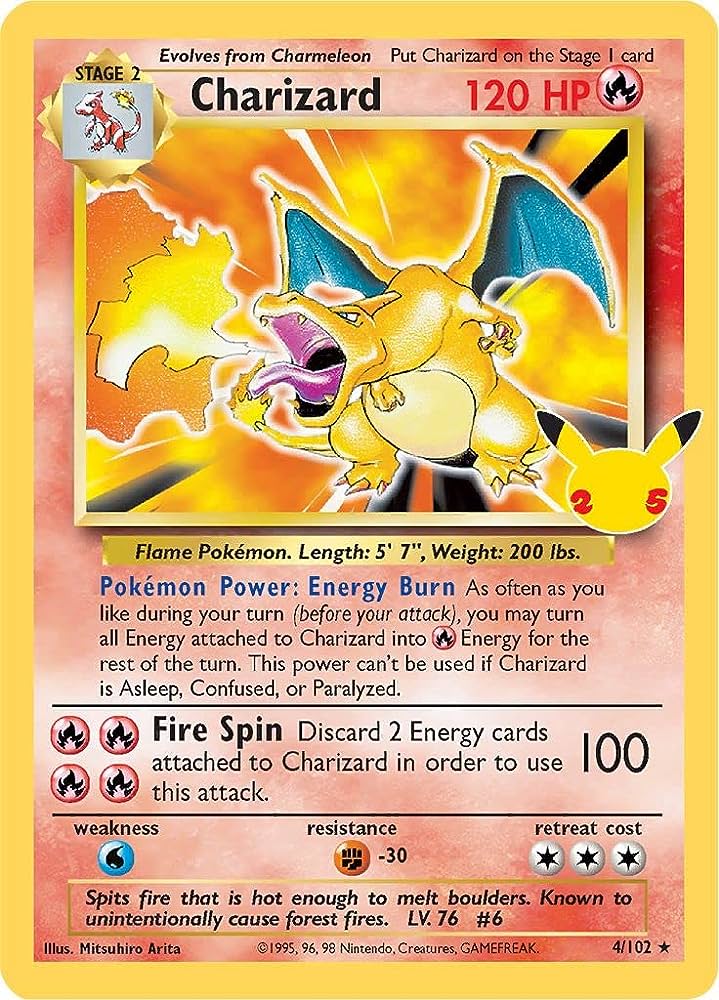 Evolves from Charmeleon Put Charizard on the Stage 1 card
STAGE 2
Charizard 120 HP
25
Flame Pokémon. Length: 5' 7", Weight: 200 lbs.
Pokémon Power: Energy Burn As often as you
like during your turn (before your attack), you may turn
all Energy attached to Charizard into Energy for the
rest of the turn. This power can't be used if Charizard
is Asleep, Confused, or Paralyzed.
Fire Spin Discard 2 Energy cards
attached to Charizard in order to use
this attack.
100
weakness resistance retreat cost
-30
Spits fire that is hot enough to melt boulders. Known to
unintentionally cause forest fires. LV. 76 #6
Illus. Mitsuhiro Arita ©1995, 96, 98 Nintendo, Creatures, GAMEFREAK. 4/102 ★